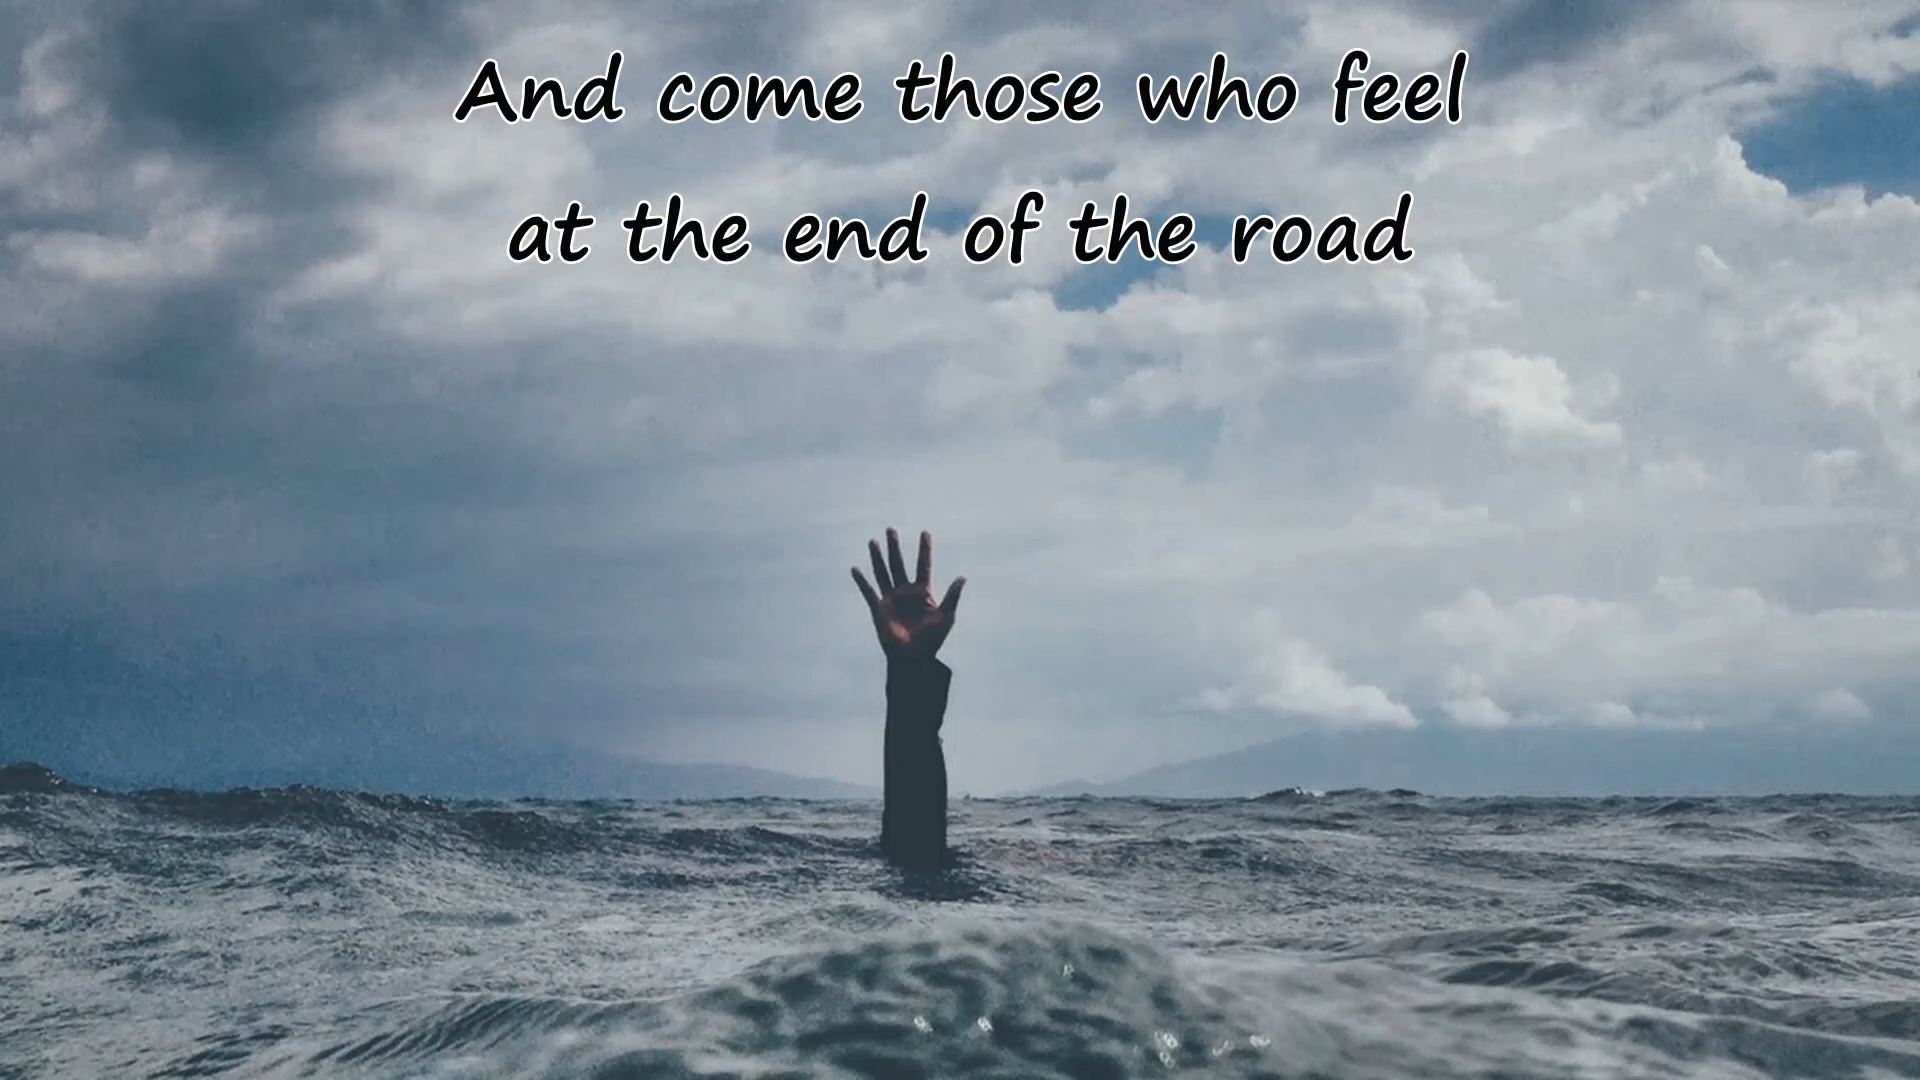 And come those who feel
at the end of the road